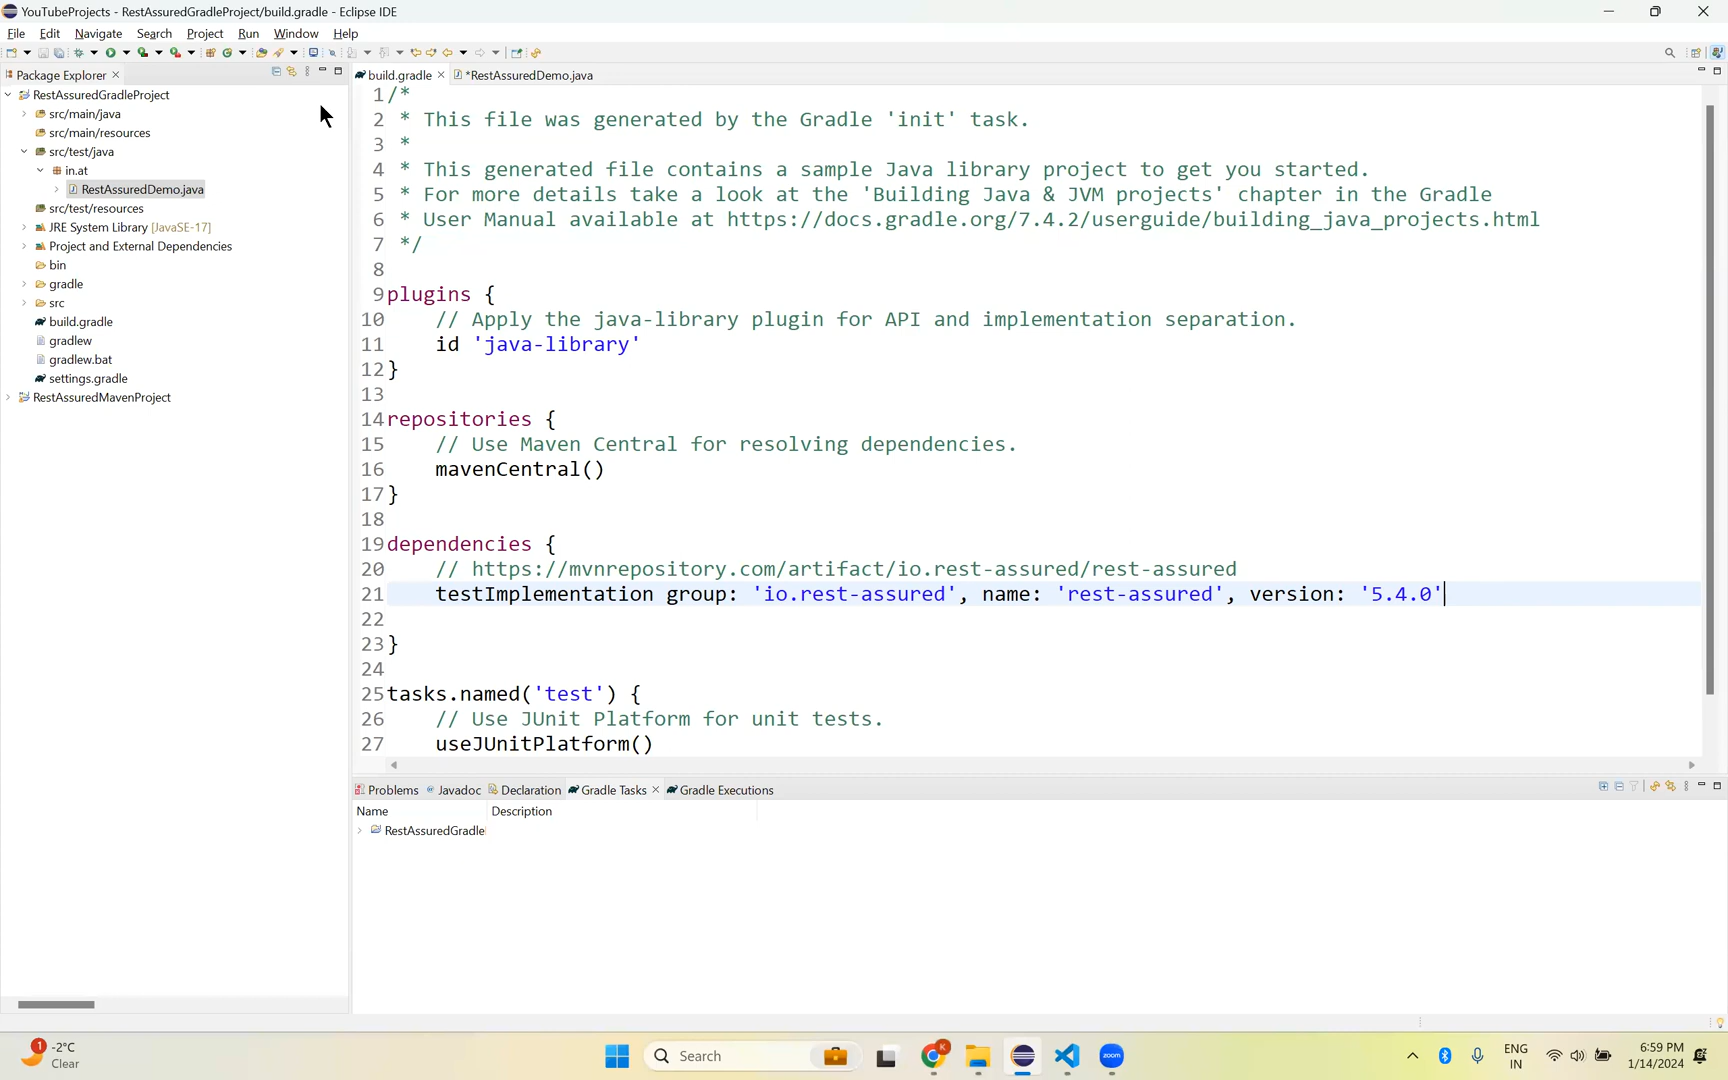 YouTubeProjects - RestAssuredGradleProject/build.gradle - Eclipse IDE
File Edit Navigate Search Project Run Window Help
Package Explorer
RestAssuredGradleProject
src/main/java
src/main/resources
src/test/java
in.at
RestAssuredDemo.java
src/test/resources
JRE System Library [JavaSE-17]
Project and External Dependencies
bin
gradle
src
build.gradle
gradlew
gradlew.bat
settings.gradle
RestAssuredMavenProject
build.gradle *RestAssuredDemo.java
1 /*
2 * This file was generated by the Gradle 'init' task.
3 *
4 * This generated file contains a sample Java library project to get you started.
5 * For more details take a look at the 'Building Java & JVM projects' chapter in the Gradle
6 * User Manual available at https://docs.gradle.org/7.4.2/userguide/building_java_projects.html
7 */
8
9 plugins {
10 // Apply the java-library plugin for API and implementation separation.
11 id 'java-library'
12 }
13
14 repositories {
15 // Use Maven Central for resolving dependencies.
16 mavenCentral()
17 }
18
19 dependencies {
20 // https://mvnrepository.com/artifact/io.rest-assured/rest-assured
21 testImplementation group: 'io.rest-assured', name: 'rest-assured', version: '5.4.0'
22
23 }
24
25 tasks.named('test') {
26 // Use JUnit Platform for unit tests.
27 useJUnitPlatform()
Problems Javadoc Declaration Gradle Tasks Gradle Executions
Name Description
RestAssuredGradle
1 -2°C
Clear
Search
K
zoom
ENG
IN
6:59 PM
1/14/2024